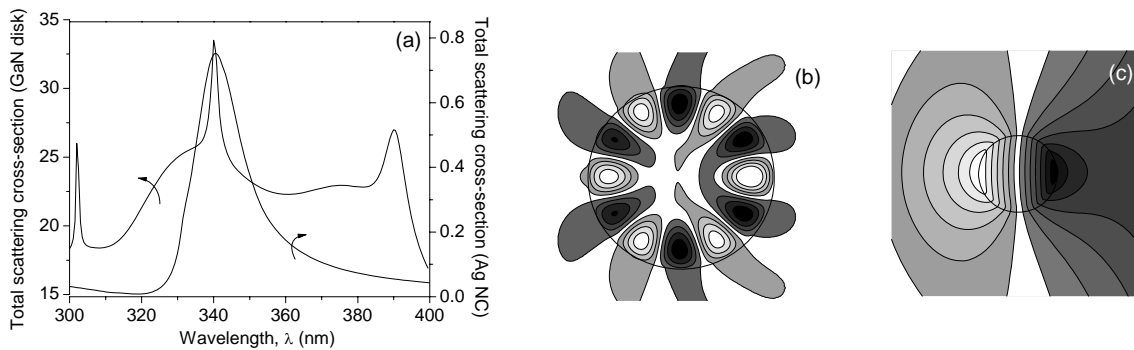 Total scattering cross-section (GaN disk)
35
30
25
20
15
(a)
0.8
0.6
0.4
0.2
0.0
Total scattering cross-section (Ag NC)
300
320
340
360
380
400
Wavelength, λ (nm)
(b)
(c)